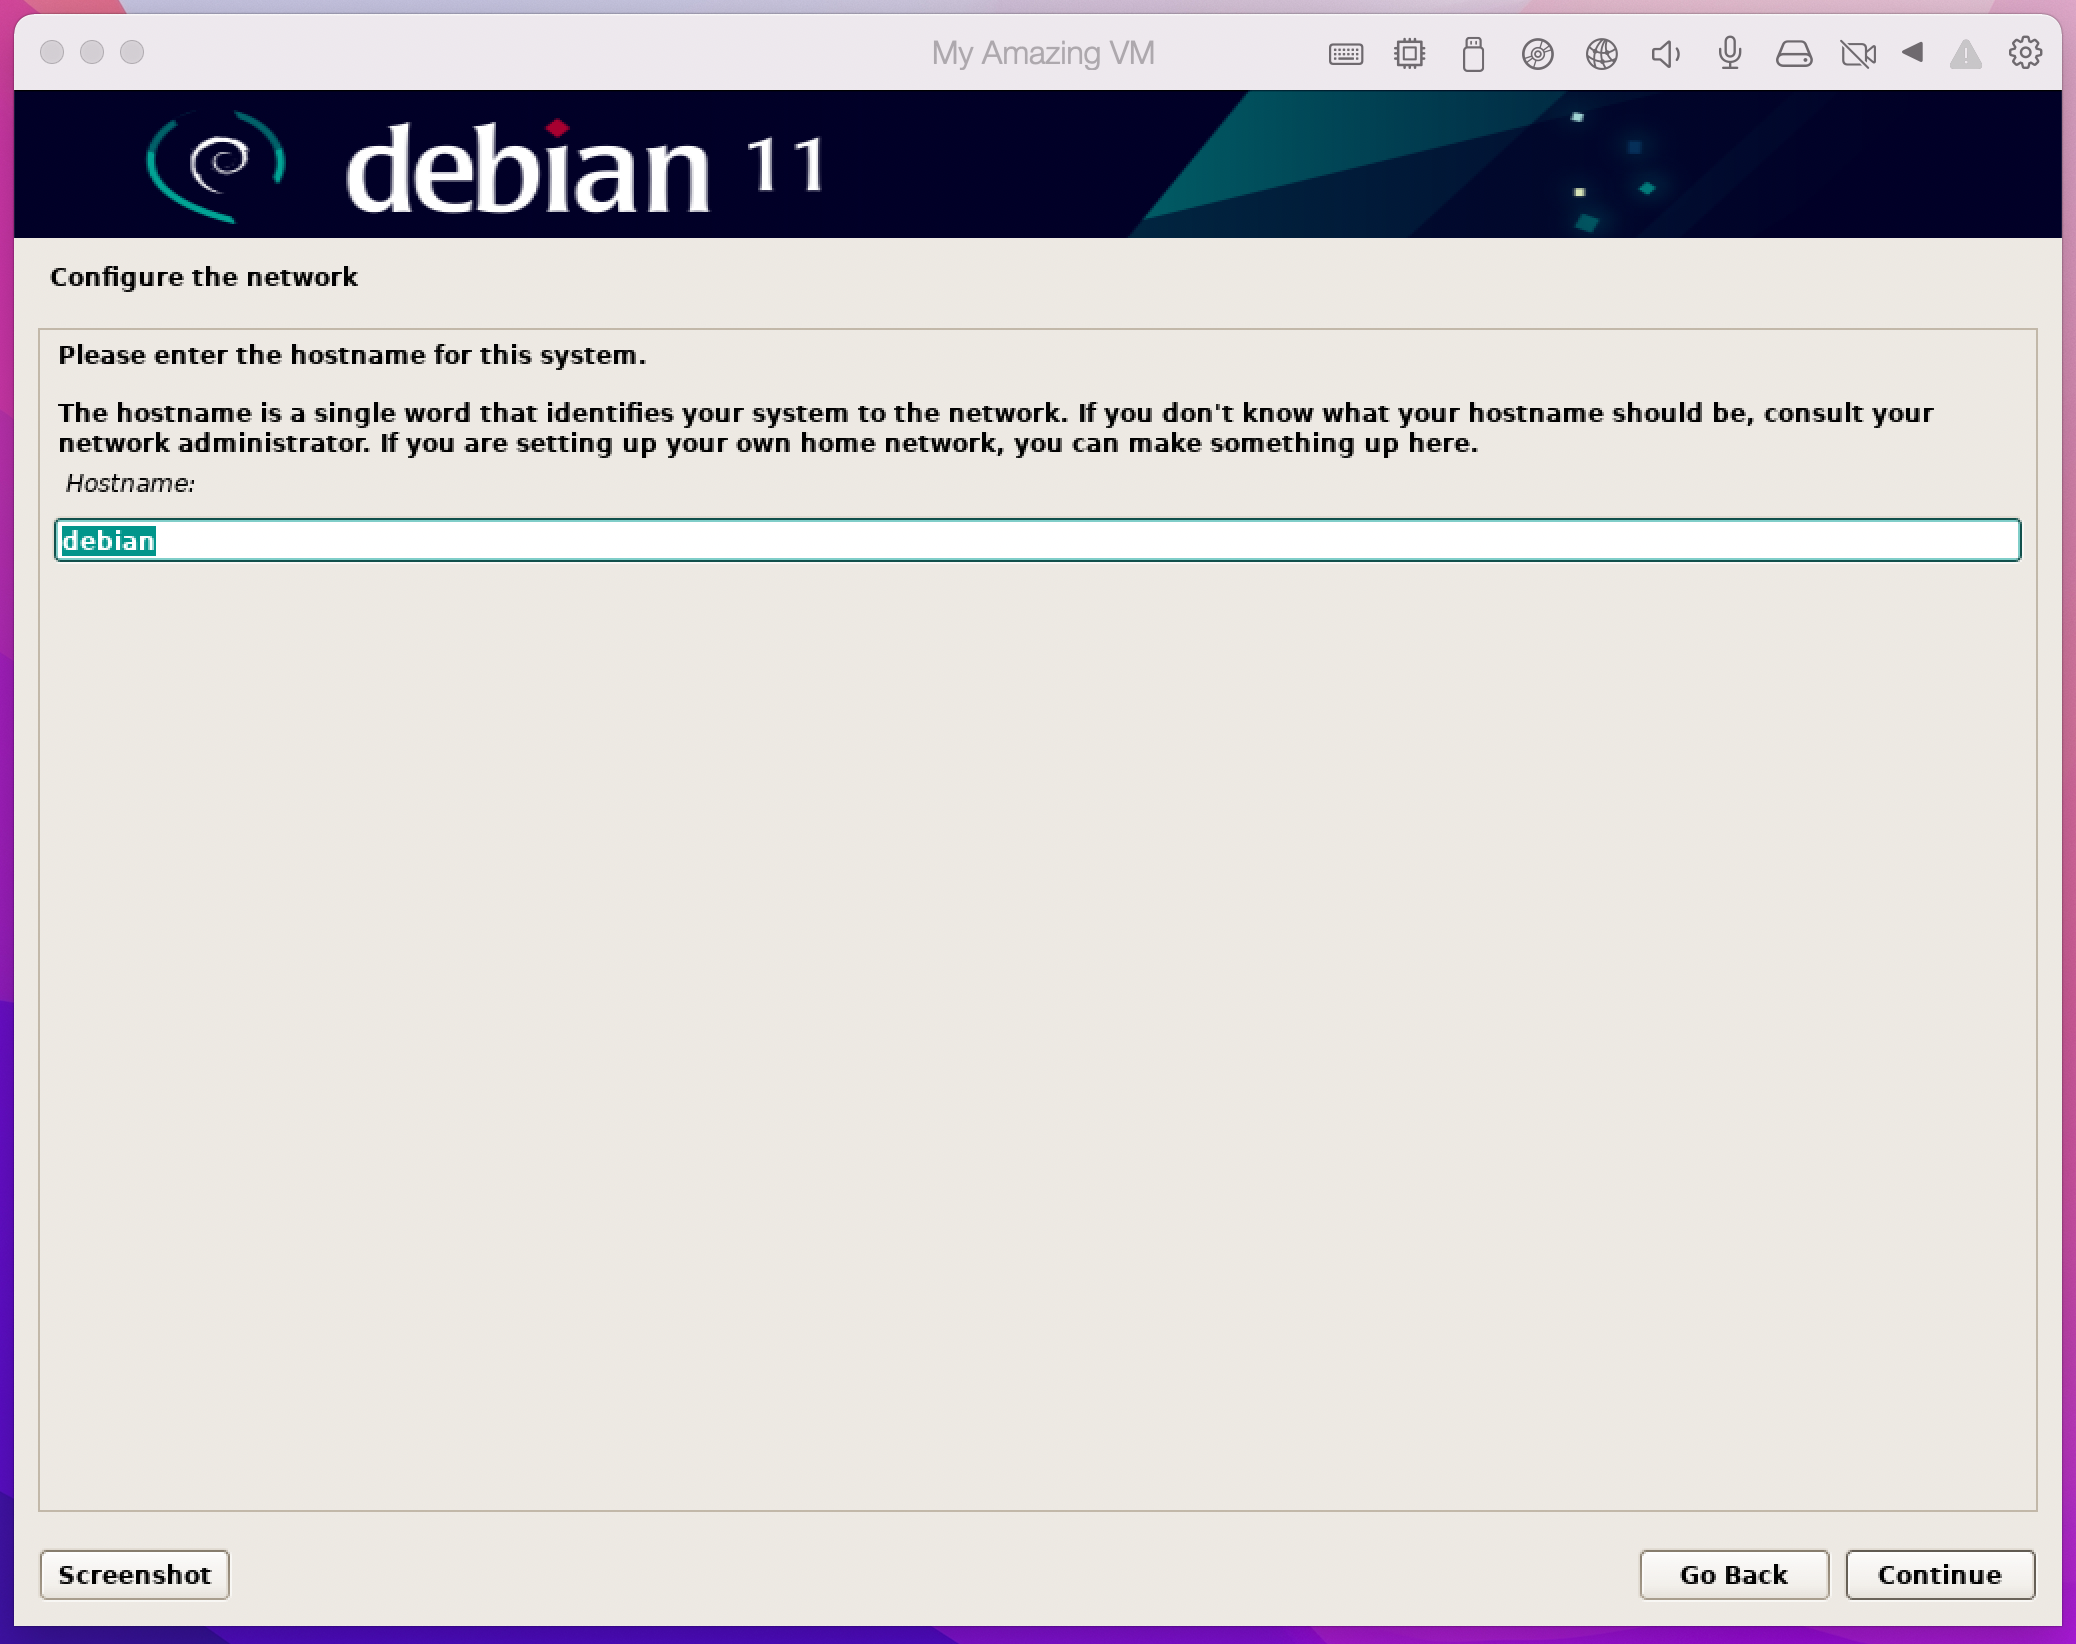 My Amazing VM
debian 11
Configure the network
Please enter the hostname for this system.
The hostname is a single word that identifies your system to the network. If you don't know what your hostname should be, consult your
network administrator. If you are setting up your own home network, you can make something up here.
Hostname:
debian
Screenshot
Go Back
Continue